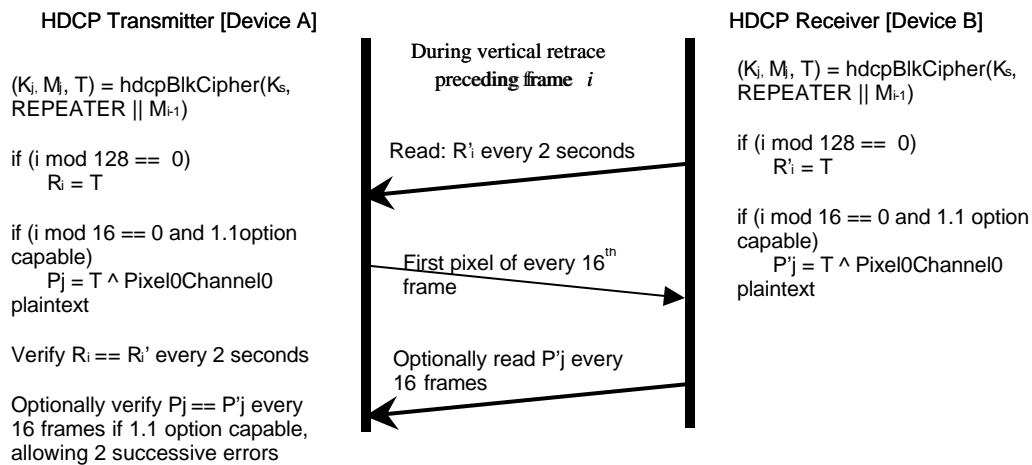 HDCP Transmitter [Device A]
(Kj, Mj, T) = hdcpBlkCipher(Ks,
REPEATER || Mi-1)
if (i mod 128 == 0)
Ri = T
if (i mod 16 == 0 and 1.1option
capable)
Pj = T ^ Pixel0Channel0
plaintext
Verify Ri == Ri' every 2 seconds
Optionally verify Pj == P'j every
16 frames if 1.1 option capable,
allowing 2 successive errors
During vertical retrace
preceding frame i
Read: R'i every 2 seconds
First pixel of every 16th
frame
Optionally read P'j every
16 frames
HDCP Receiver [Device B]
(Kj, Mj, T) = hdcpBlkCipher(Ks,
REPEATER || Mi-1)
if (i mod 128 == 0)
R'i = T
if (i mod 16 == 0 and 1.1 option
capable)
P'j = T ^ Pixel0Channel0
plaintext